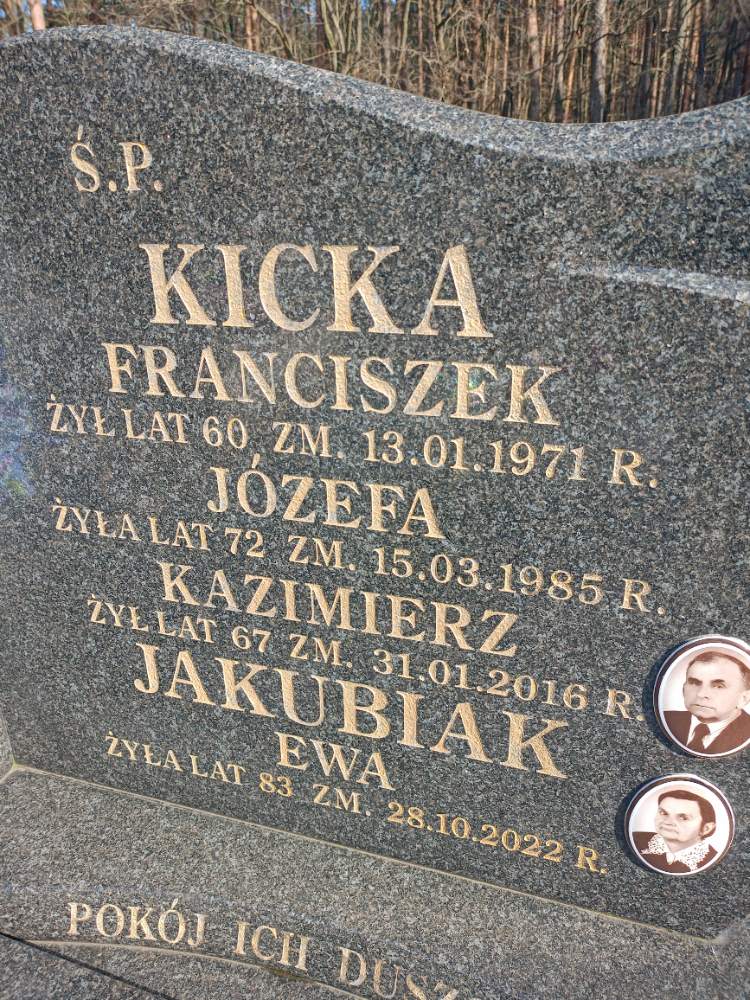 Ś.P.
KICKA
FRANCISZEK
ŻYŁ LAT 60 ZM. 13.01.1971 R.
JÓZEFA
ŻYŁA LAT 72 ZM. 15.03.1985 R.
KAZIMIERZ
ŻYŁ LAT 67 ZM. 31.01.2016 R.
JAKUBIAK
EWA
ŻYŁA LAT 83 ZM. 28.10.2022 R.
POKÓJ ICH